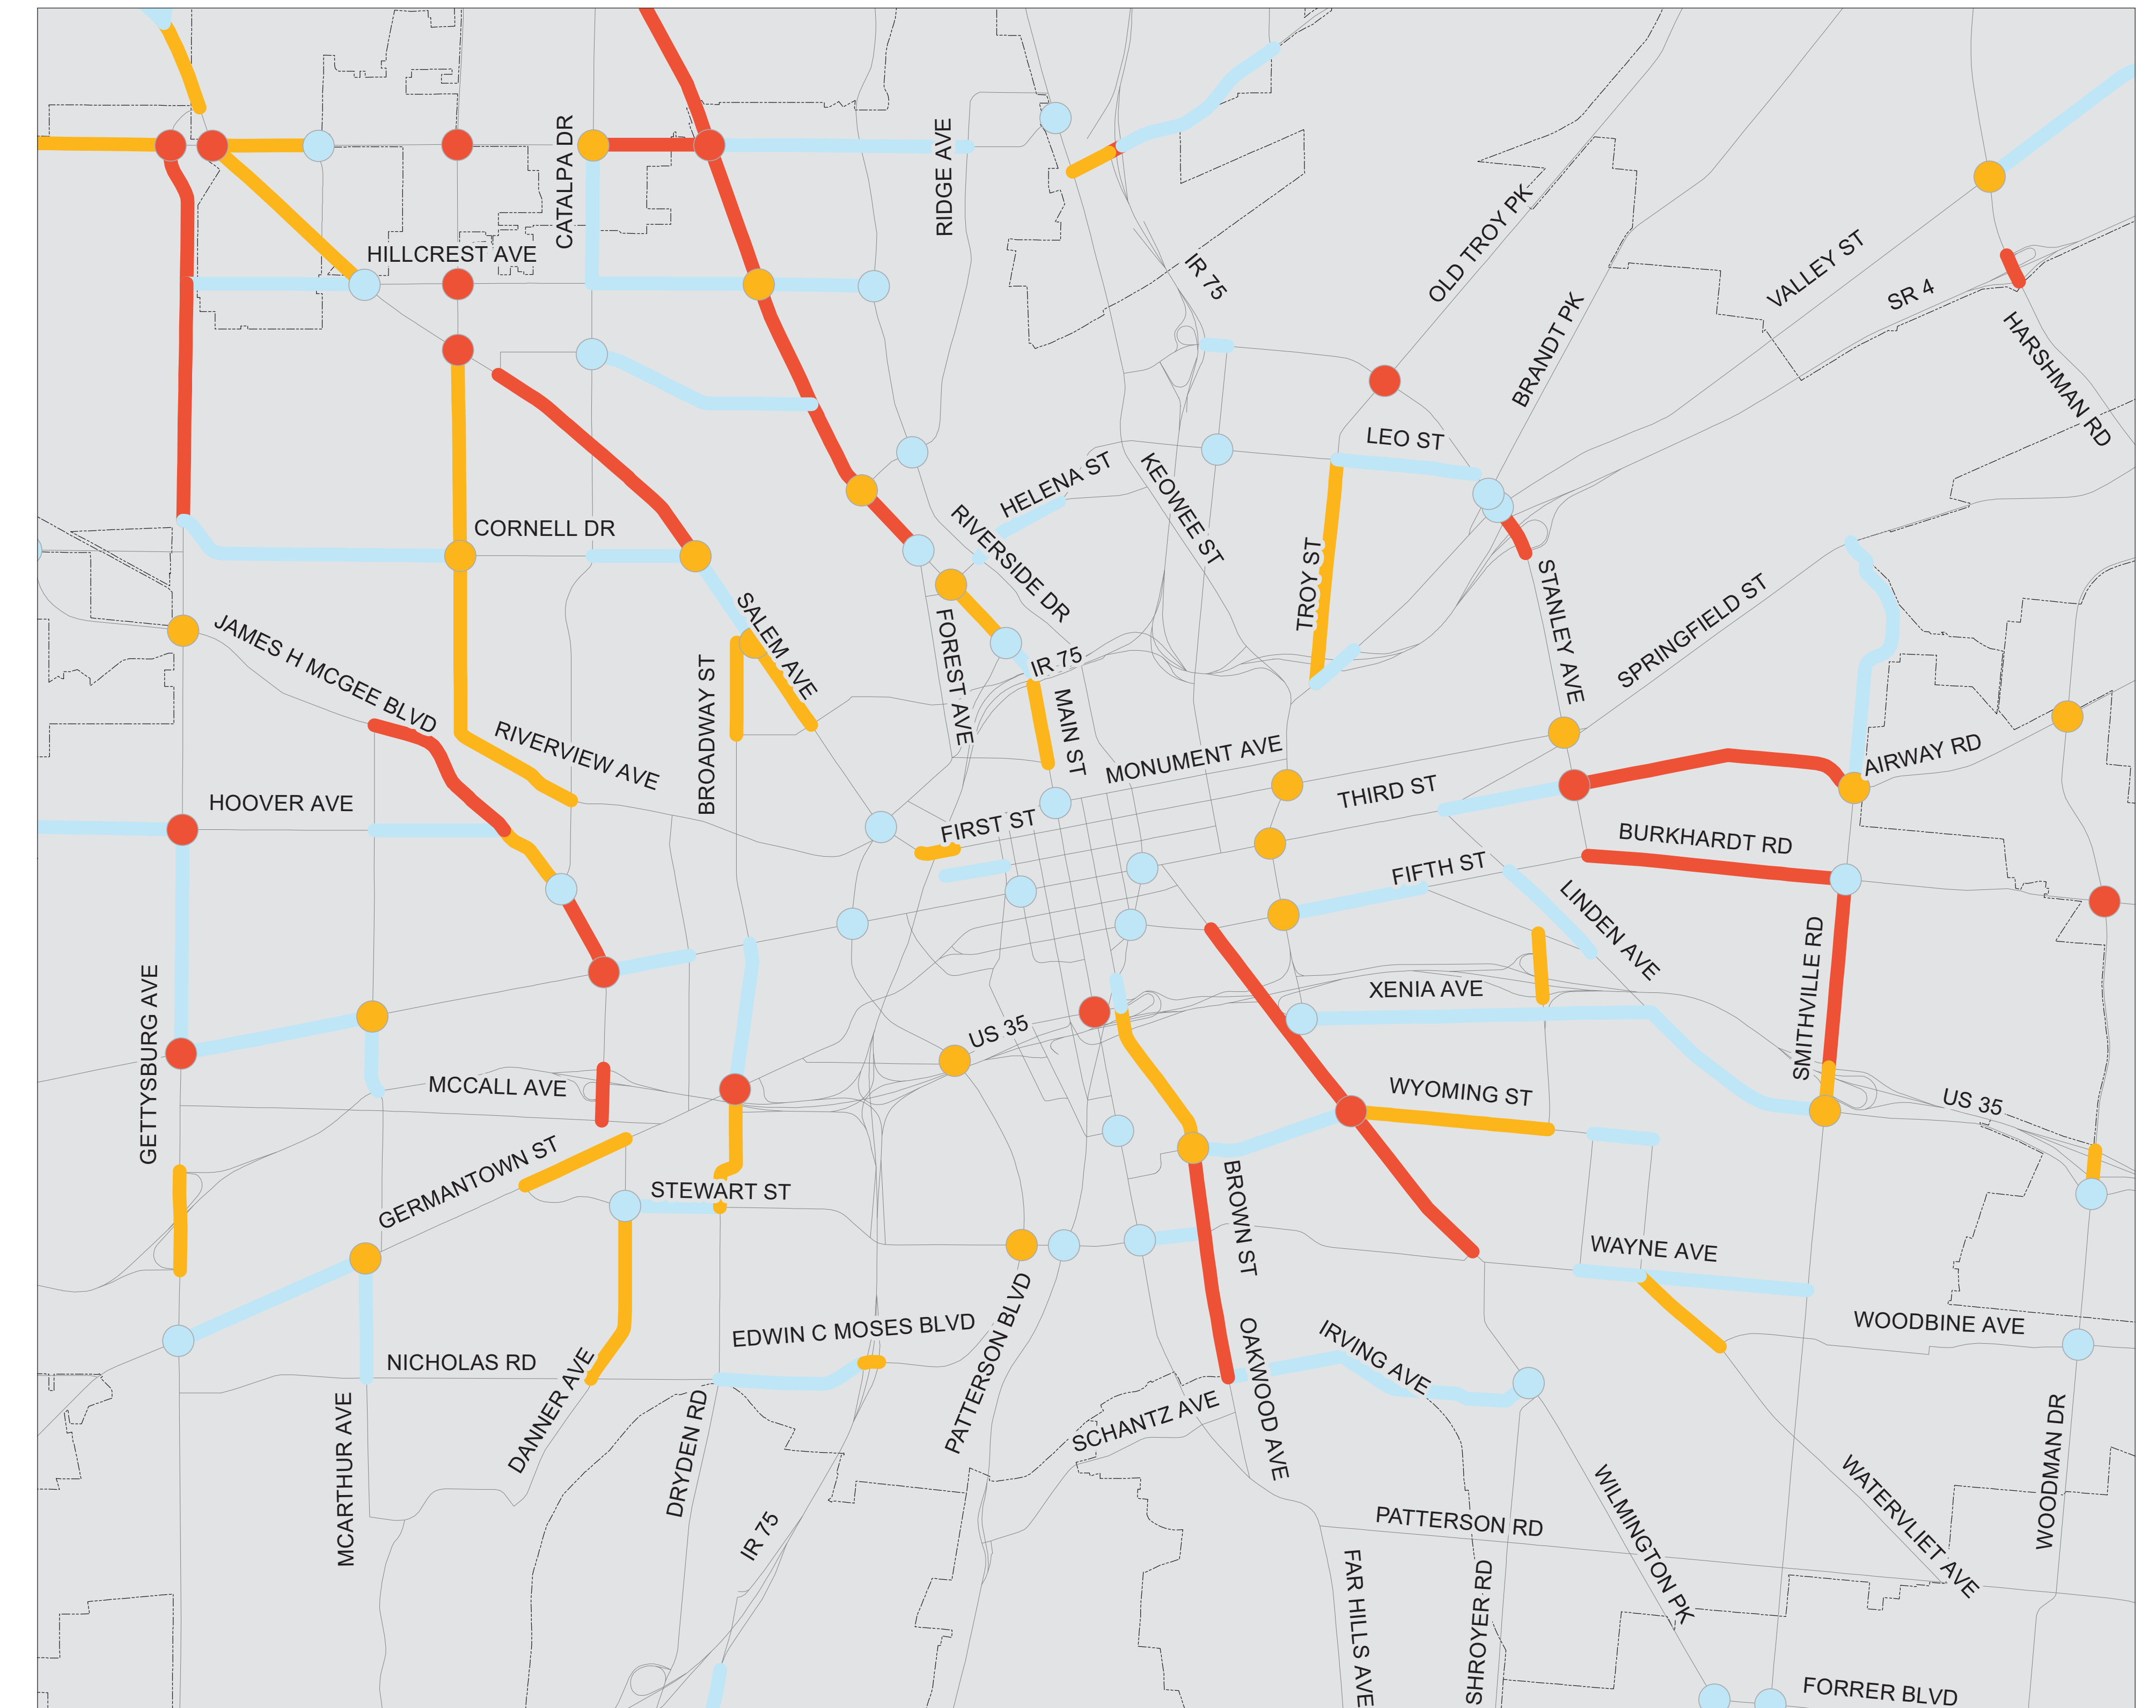 CATALPA DR
RIDGE AVE
HILLCREST AVE
IR 75
OLD TROY PK
BRANDT PK
VALLEY ST
SR 4
HARSHMAN RD
LEO ST
HELENA ST
KEOWEE ST
CORNELL DR
RIVERSIDE DR
TROY ST
STANLEY AVE
SPRINGFIELD ST
JAMES H MCGEE BLVD
SALEM AVE
FOREST AVE
IR 75
MAIN ST
BROADWAY ST
RIVERVIEW AVE
MONUMENT AVE
AIRWAY RD
HOOVER AVE
THIRD ST
FIRST ST
BURKHARDT RD
FIFTH ST
LINDEN AVE
GETTYSBURG AVE
SMITHVILLE RD
XENIA AVE
US 35
MCCALL AVE
WYOMING ST
US 35
GERMANTOWN ST
STEWART ST
BROWN ST
WAYNE AVE
EDWIN C MOSES BLVD
PATTERSON BLVD
WOODBINE AVE
NICHOLAS RD
OAKWOOD AVE
IRVING AVE
MCARTHUR AVE
DANNER AVE
DRYDEN RD
SCHANTZ AVE
WOODMAN DR
IR 75
PATTERSON RD
WILMINGTON PK
WATERVLIET AVE
FAR HILLS AVE
SHROYER RD
FORRER BLVD